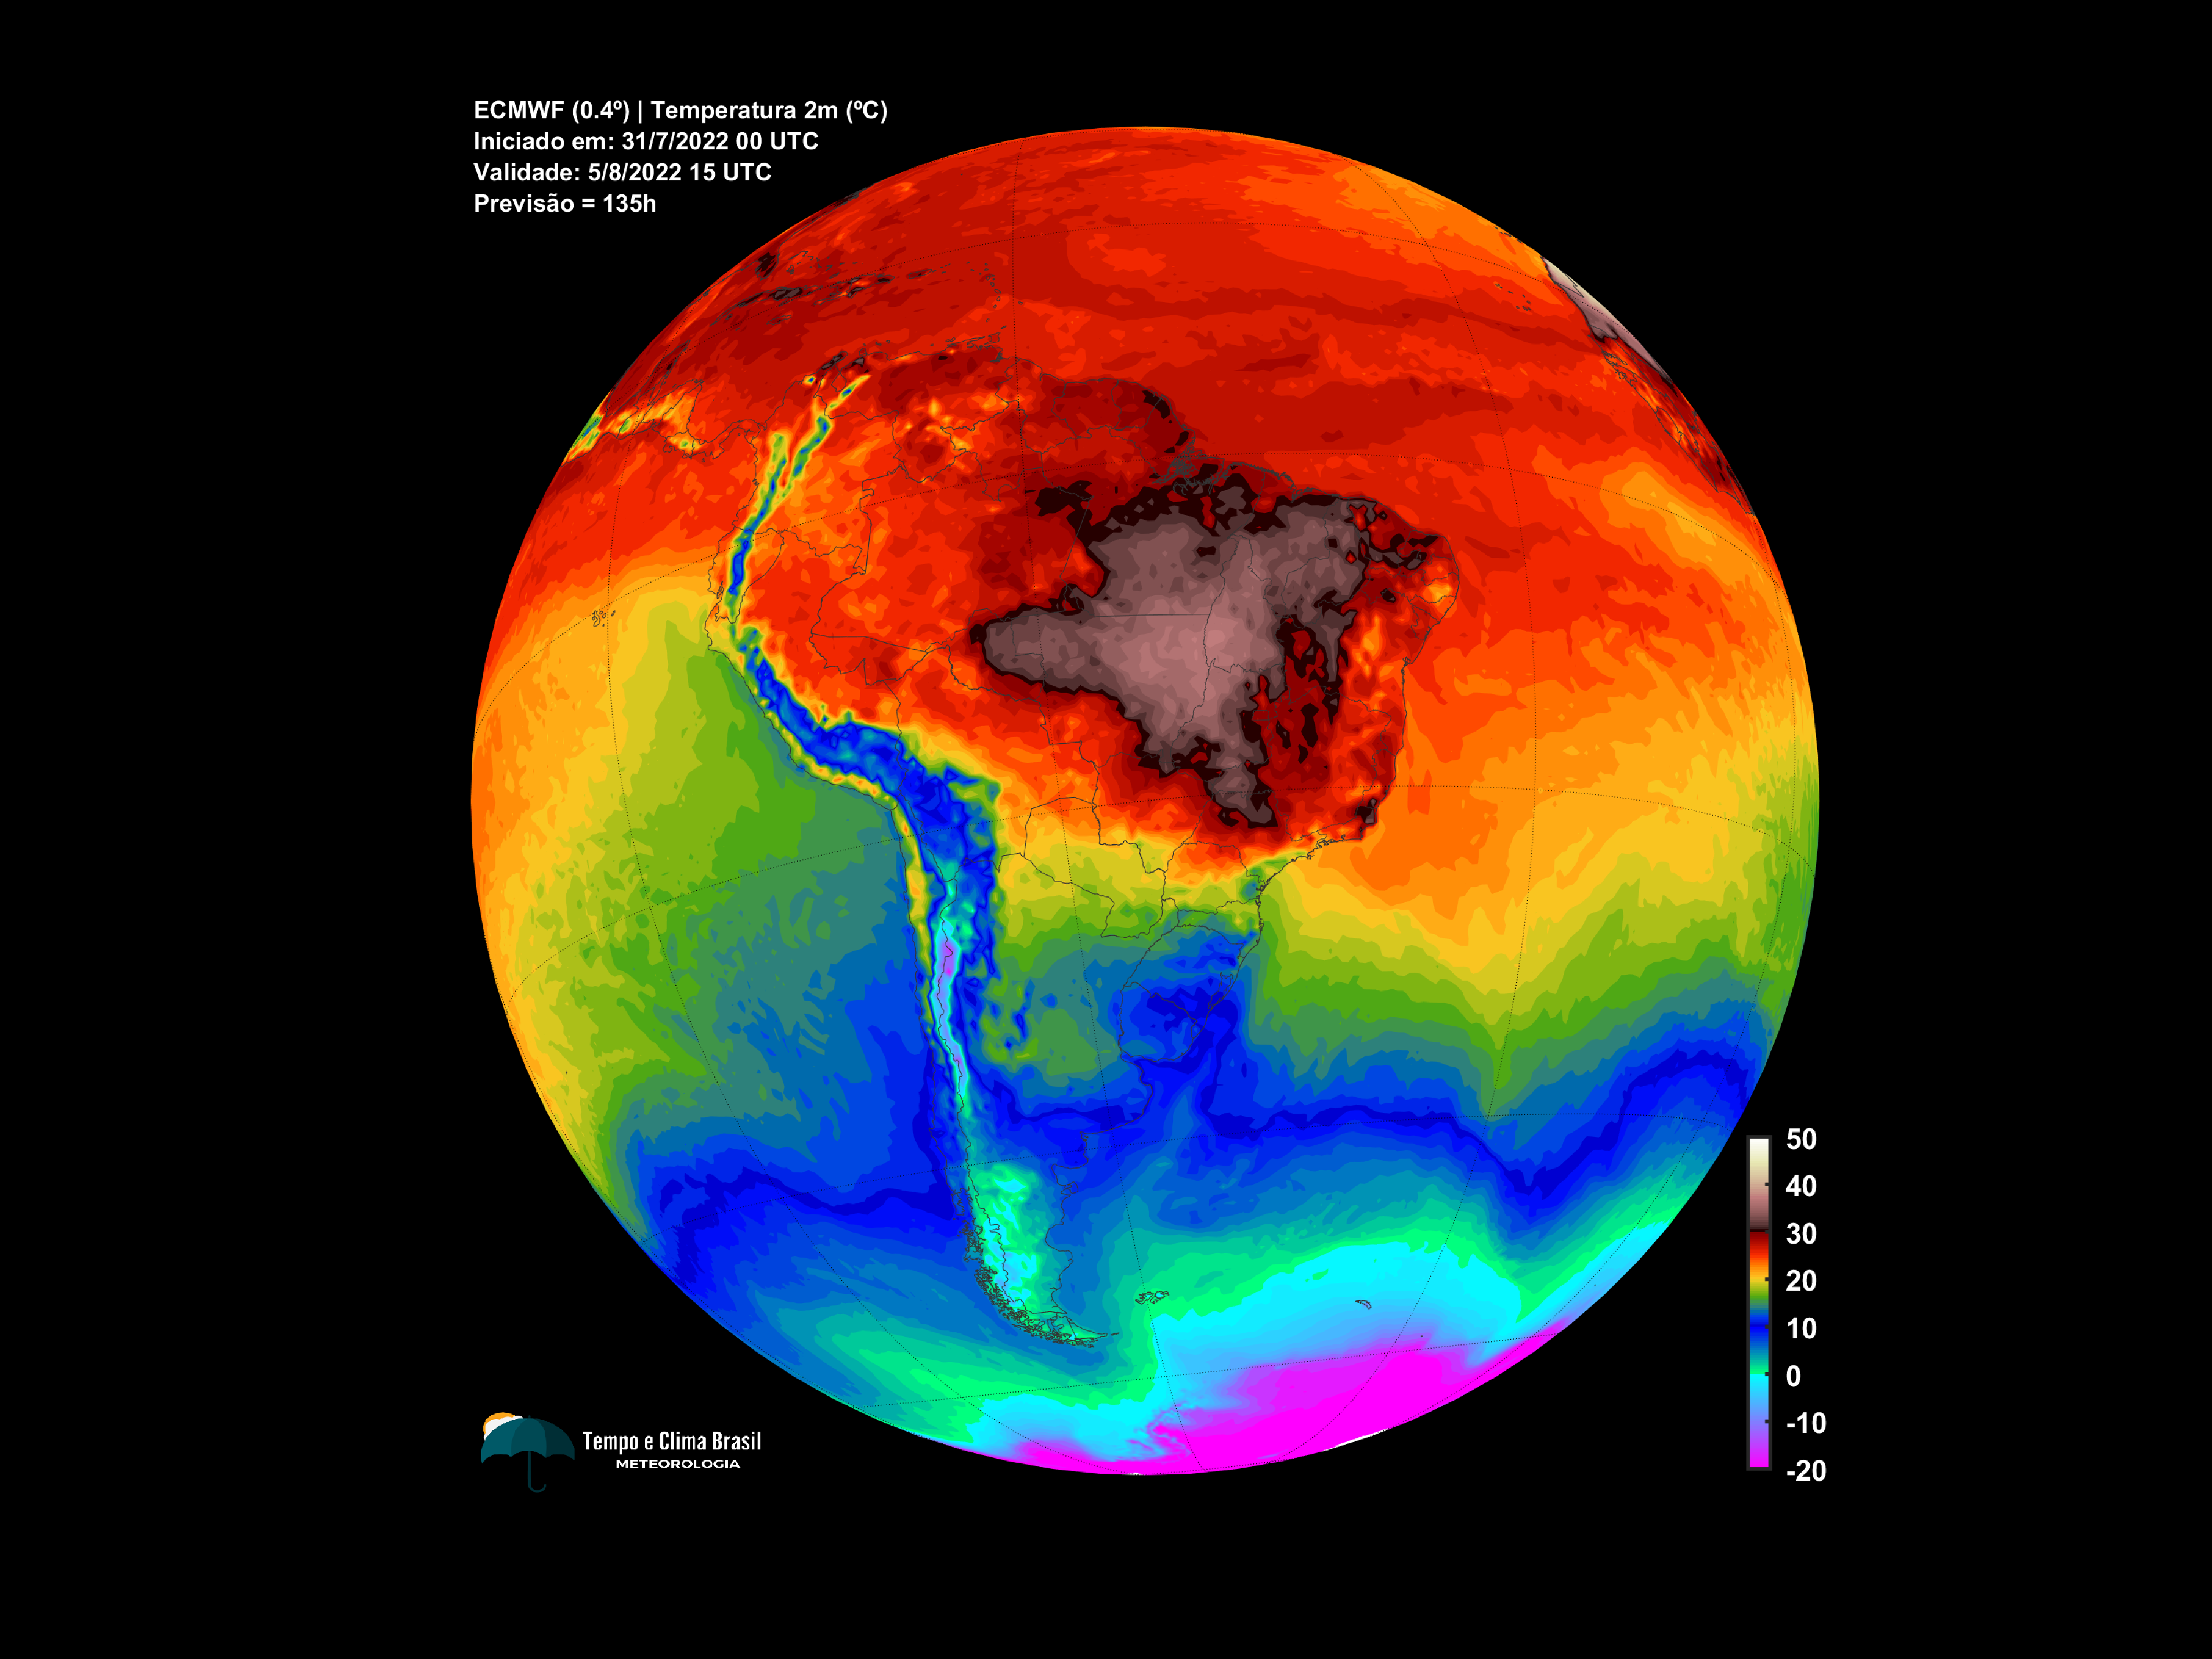 ECMWF (0.4º) | Temperatura 2m (ºC)
Iniciado em: 31/7/2022 00 UTC
Validade: 5/8/2022 15 UTC
Previsão = 135h
50
40
30
20
10
0
-10
-20
Tempo e Clima Brasil
METEOROLOGIA